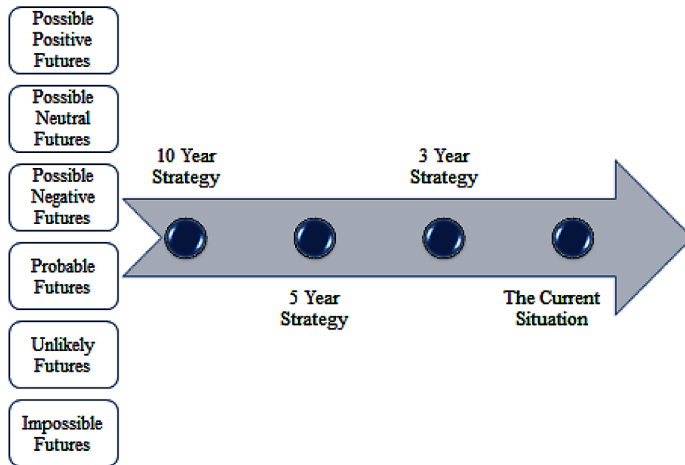 Possible
Positive
Futures
Possible
Neutral
Futures
Possible
Negative
Futures
Probable
Futures
Unlikely
Futures
Impossible
Futures
10 Year
Strategy
5 Year
Strategy
3 Year
Strategy
The Current
Situation